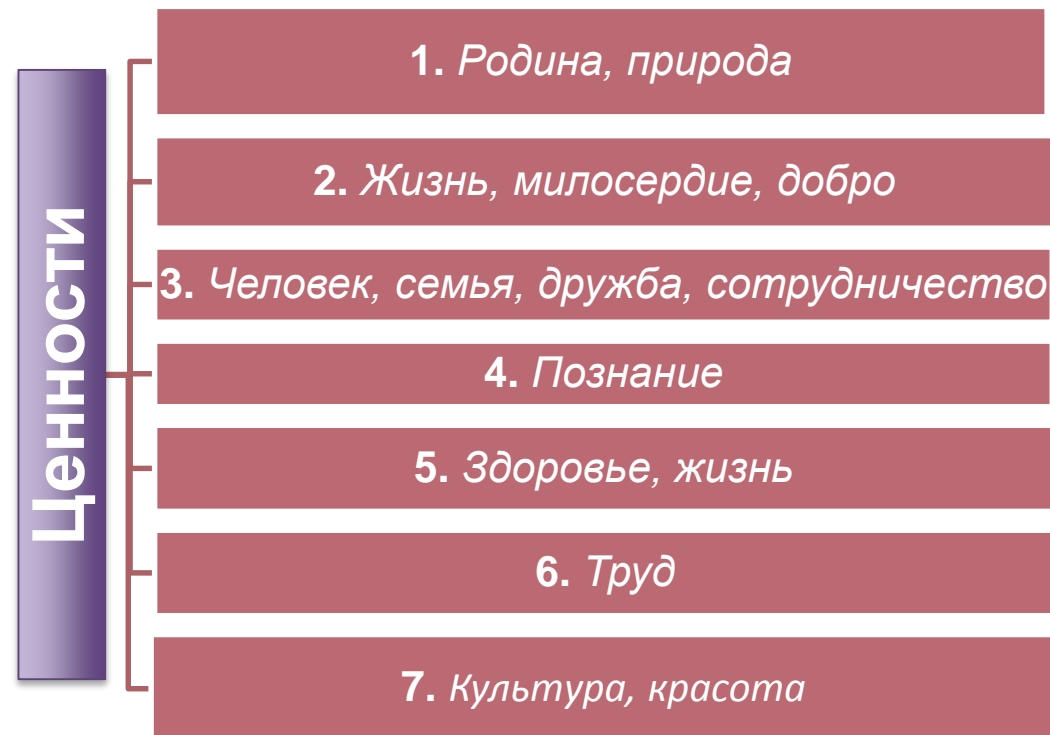 Ценности
1. Родина, природа
2. Жизнь, милосердие, добро
3. Человек, семья, дружба, сотрудничество
4. Познание
5. Здоровье, жизнь
6. Труд
7. Культура, красота